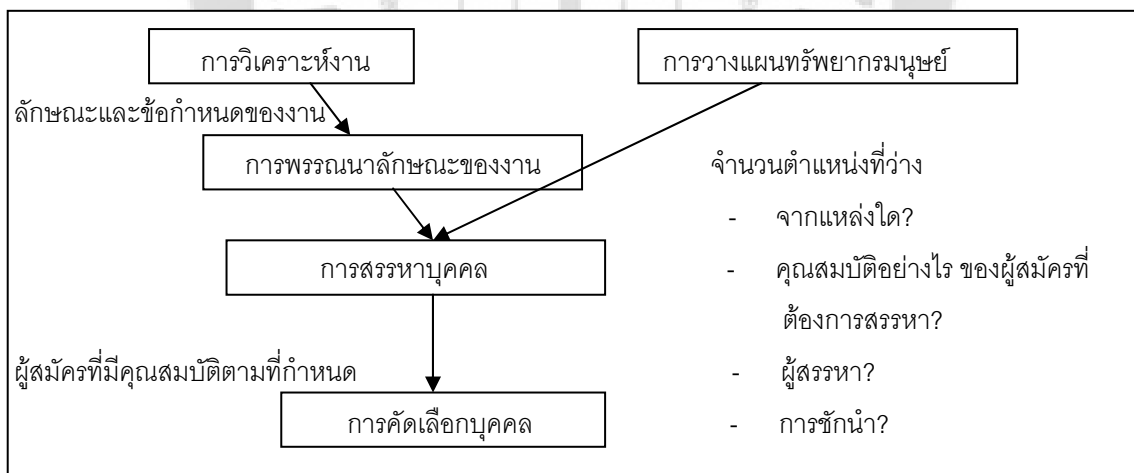 การวิเคราะห์งาน
การวางแผนทรัพยากรมนุษย์
ลักษณะและข้อกำหนดของงาน
การพรรณนาลักษณะของงาน
จำนวนตำแหน่งที่ว่าง
- จากแหล่งใด?
การสรรหาบุคคล
- คุณสมบัติอย่างไร ของผู้สมัครที่
ต้องการสรรหา?
ผู้สมัครที่มีคุณสมบัติตามที่กำหนด
- ผู้สรรหา?
การคัดเลือกบุคคล
- การชักนำ?